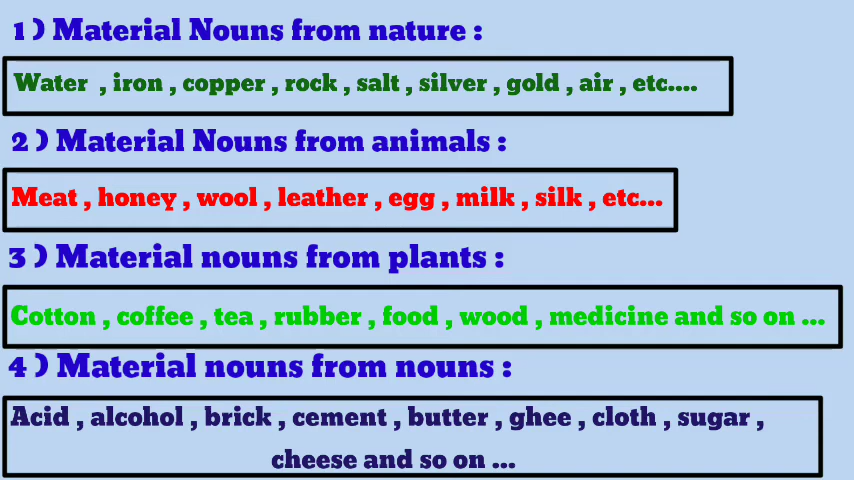 1 ) Material Nouns from nature :
Water , iron , copper , rock , salt , silver , gold , air , etc....
2 ) Material Nouns from animals :
Meat , honey , wool , leather , egg , milk , silk , etc...
3 ) Material nouns from plants :
Cotton , coffee , tea , rubber , food , wood , medicine and so on ...
4 ) Material nouns from nouns :
Acid , alcohol , brick , cement , butter , ghee , cloth , sugar ,
cheese and so on ...